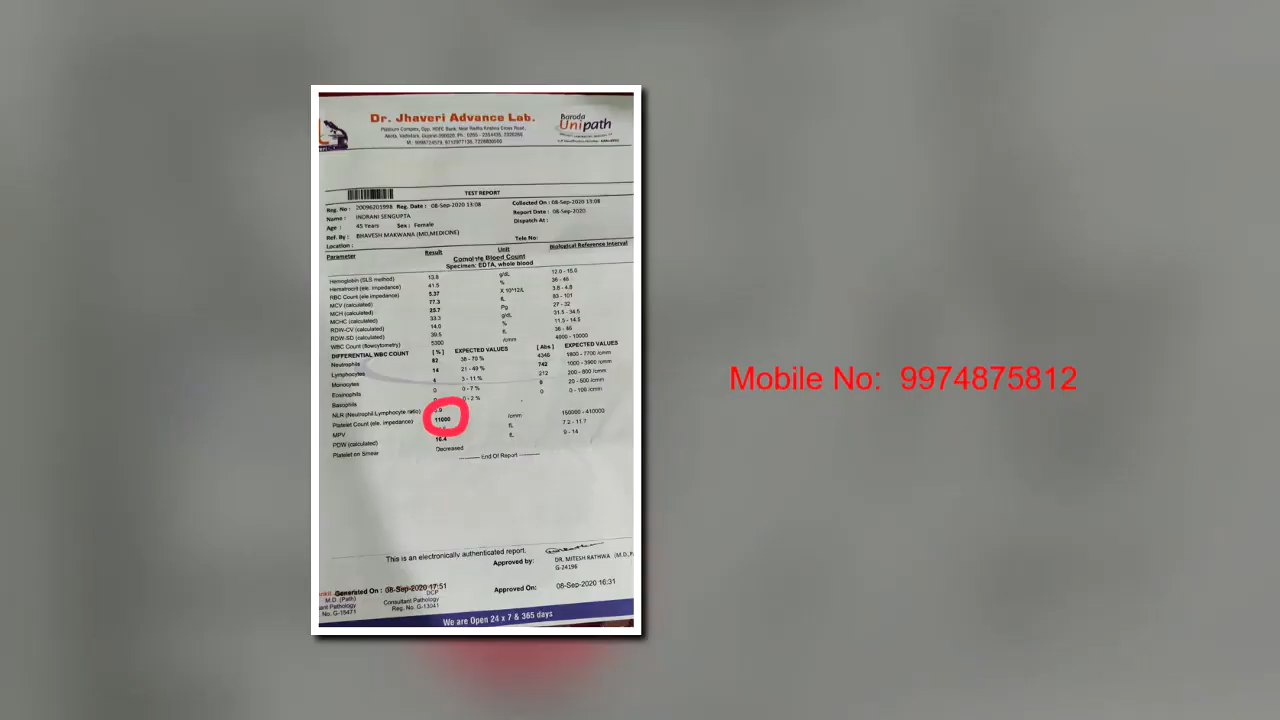 Dr. Jhaveri Advance Lab.
Baroda
Unipath
TEST REPORT
Reg. No : 20096201998 Reg. Date : 08-Sep-2020 13:08 Collected On : 08-Sep-2020 13:08
Name : INDRANI SENGUPTA Report Date : 08-Sep-2020
Age : 45 Years Sex : Female Dispatch At :
Ref. By : BHAVESH MAKWANA (MD,MEDICINE)
Location : Tele No:
Parameter Result Unit Biological Reference Interval
Complete Blood Count
Specimen: EDTA, whole blood
Hemoglobin (SLS method) 13.8 g/dL 12.0 - 15.0
Hematocrit (ele. impedance) 41.5 % 36 - 46
RBC Count (ele.impedance) 5.37 X 10^12/L 3.8 - 4.8
MCV (calculated) 77.3 fL 83 - 101
MCH (calculated) 25.7 Pg 27 - 32
MCHC (calculated) 33.3 g/dL 31.5 - 34.5
RDW-CV (calculated) 14.0 % 11.5 - 14.5
RDW-SD (calculated) 39.5 fL 36 - 46
WBC Count (flowcytometry) 5300 /cmm 4000 - 10000
DIFFERENTIAL WBC COUNT [ % ] EXPECTED VALUES [ Abs ] EXPECTED VALUES
Neutrophils 82 38 - 70 % 4346 1800 - 7700 /cmm
Lymphocytes 14 21 - 49 % 742 1000 - 3900 /cmm
Monocytes 4 3 - 11 % 212 200 - 800 /cmm
Eosinophils 0 0 - 7 % 20 - 500 /cmm
Basophils 0 0 - 2 % 0 0 - 100 /cmm
NLR (Neutrophil:Lymphocyte ratio)
Platelet Count (ele. impedance) 11000 /cmm 150000 - 410000
MPV fL 7.2 - 11.7
PDW (calculated) 16.4 fL 9 - 14
Platelet on Smear Decreased
End Of Report
This is an electronically authenticated report.
Approved by: DR. MITESH RATHWA (M.D.
G-24196
Generated On : 08-Sep-2020 17:51 Approved On: 08-Sep-2020 16:31
M.D. (Path) DCP
Pathology Consultant Pathology
No. G-15471 Reg. No. G-13041
We are Open 24 x 7 & 365 days
Mobile No: 9974875812